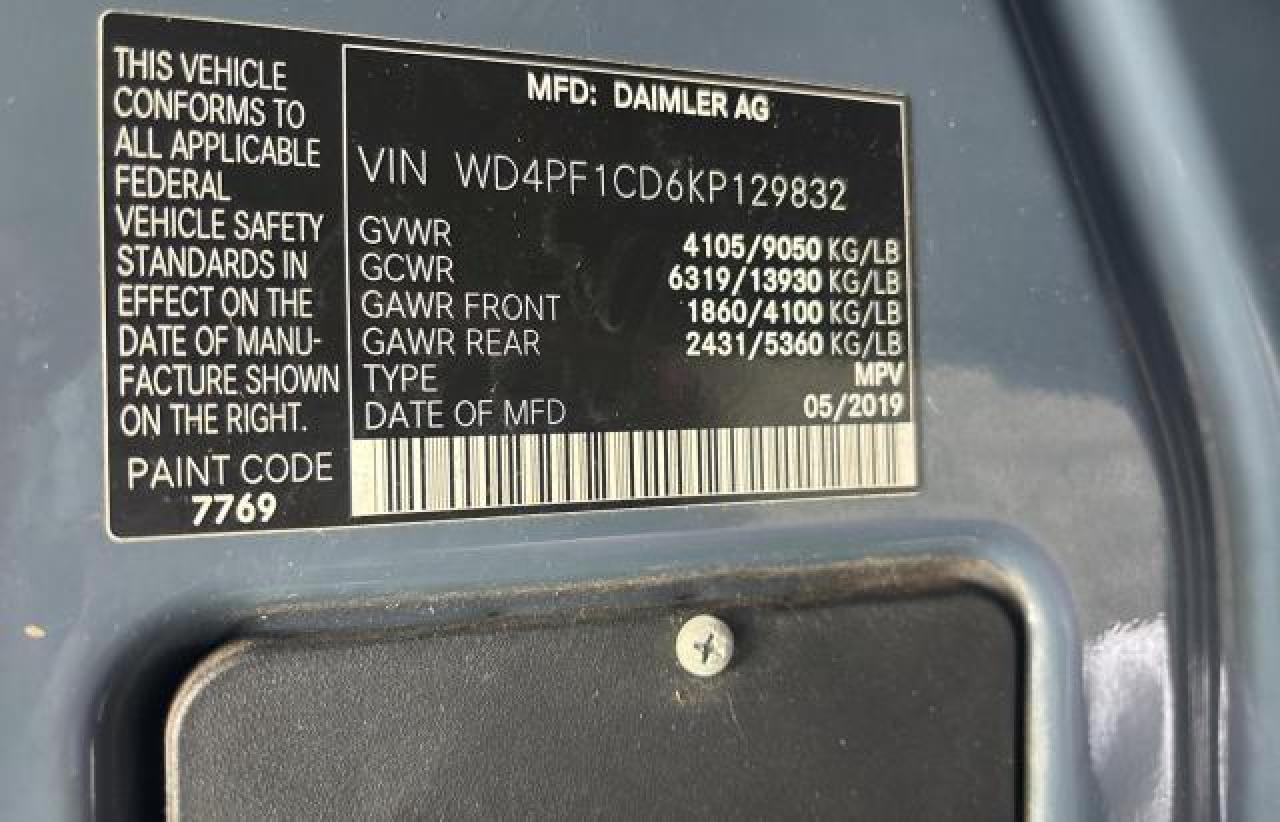 THIS VEHICLE
CONFORMS TO
ALL APPLICABLE
FEDERAL
VEHICLE SAFETY
STANDARDS IN
EFFECT ON THE
DATE OF MANU-
FACTURE SHOWN
ON THE RIGHT.
PAINT CODE
7769
MFD: DAIMLER AG
VIN WD4PF1CD6KP129832
GVWR 4105/9050 KG/LB
GCWR 6319/13930 KG/LB
GAWR FRONT 1860/4100 KG/LB
GAWR REAR 2431/5360 KG/LB
TYPE MPV
DATE OF MFD 05/2019